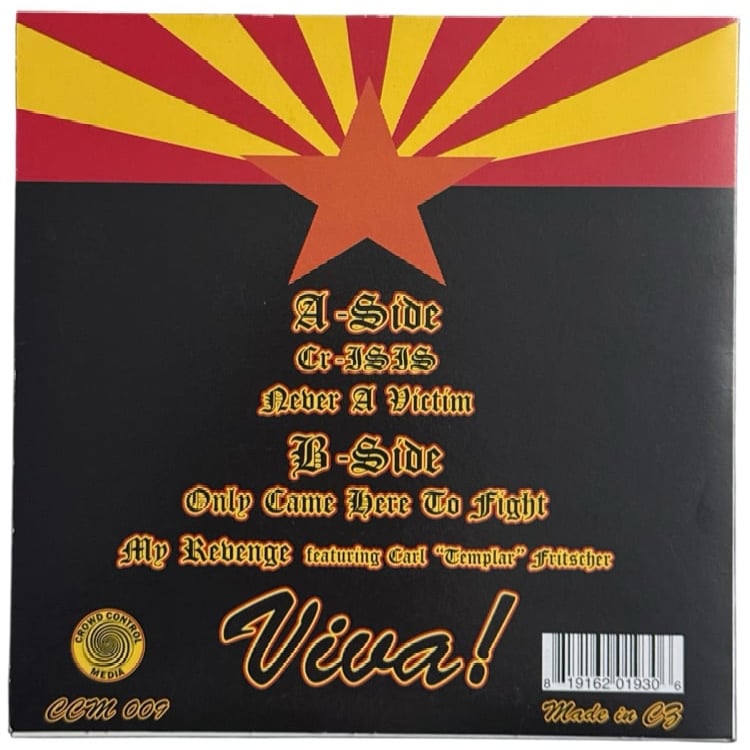 A-Side
Cr-ISIS
Never A Victim
B-Side
Only Came Here To Fight
My Revenge featuring Carl "Templar" Fritscher
Viva!
CROWD CONTROL
MEDIA
CCM 009
8 19162 01930 6
Made in CZ